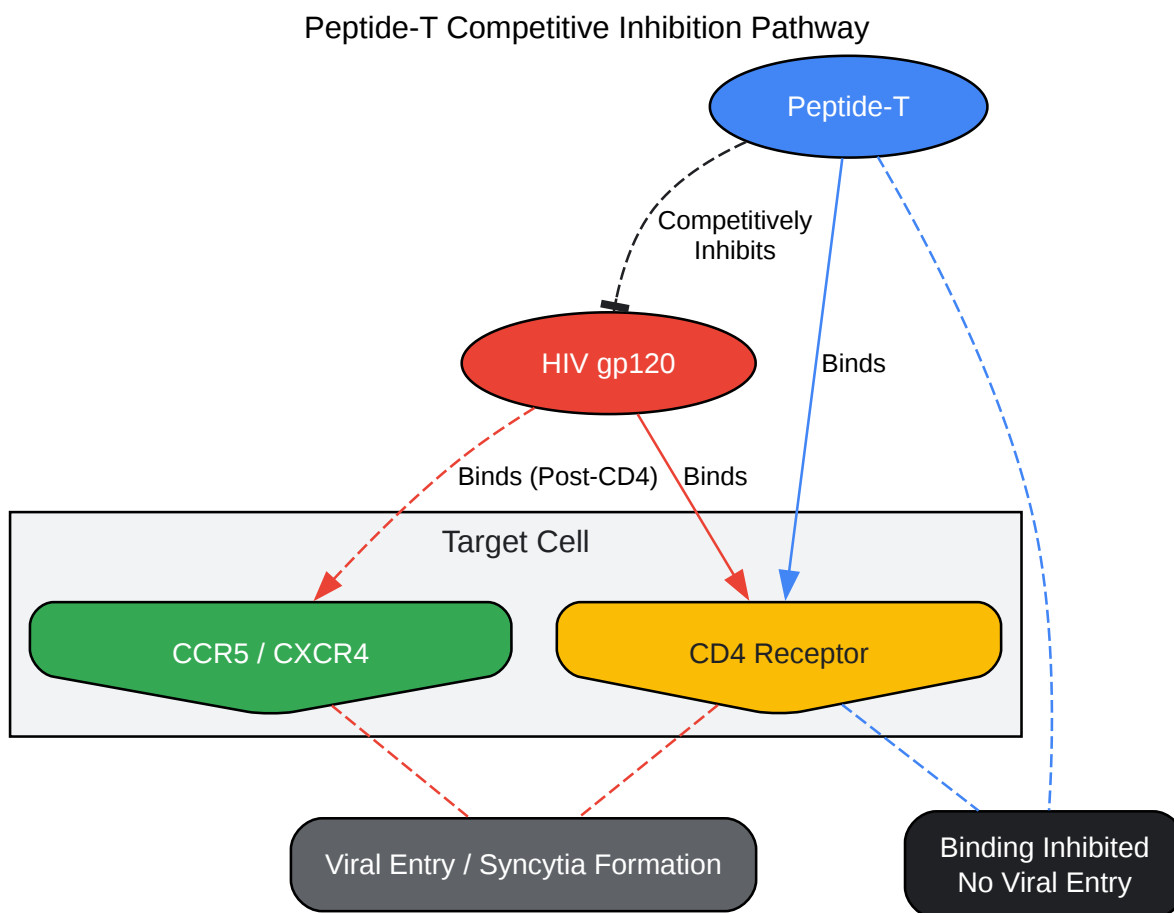 Peptide-T Competitive Inhibition Pathway
Peptide-T
Competitively
Inhibits
HIV gp120
Binds
Binds (Post-CD4)
Binds
Target Cell
CCR5 / CXCR4
CD4 Receptor
Viral Entry / Syncytia Formation
Binding Inhibited
No Viral Entry